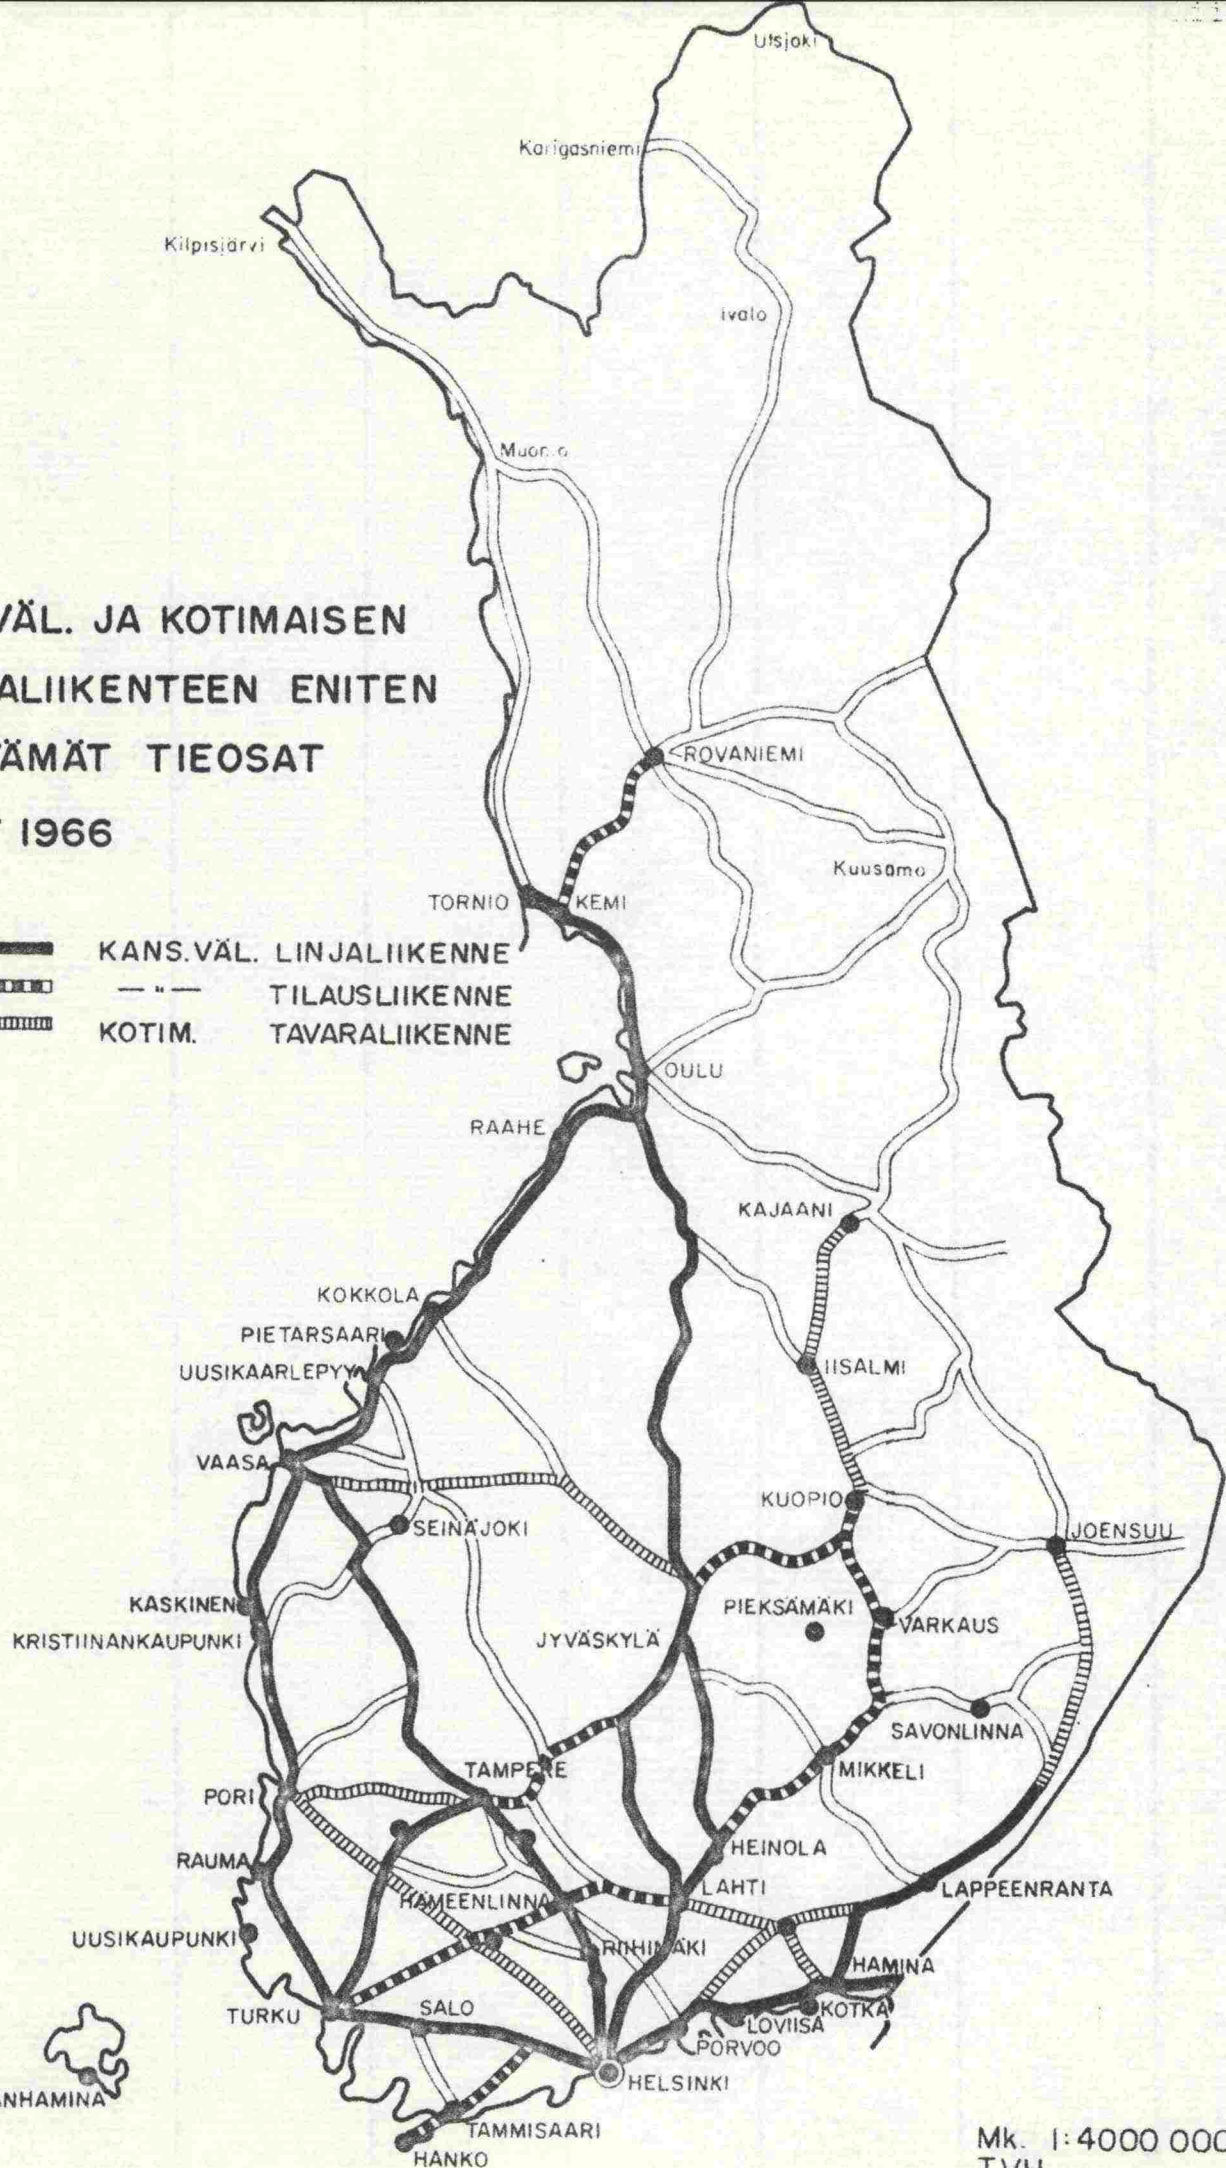 Utsjoki
Karigasniemi
Kilpisjärvi
Ivalo
VÄL. JA KOTIMAISEN
ALIIKENTEEN ENITEN
TÄMÄT TIEOSAT
1966
ROVANIEMI
Kuusamo
TORNIO
KEMI
KANS.VÄL. LINJALIIKENNE
— " — TILAUSLIIKENNE
KOTIM. TAVARALIIKENNE
OULU
RAAHE
KAJAANI
KOKKOLA
PIETARSAARI
UUSIKAARLEPYY
IISALMI
VAASA
KUOPIO
SEINÄJOKI
JOENSUU
KASKINEN
PIEKSÄMÄKI
VARKAUS
KRISTIINANKAUPUNKI
JYVÄSKYLÄ
SAVONLINNA
TAMPERE
MIKKELI
PORI
HEINOLA
RAUMA
LAHTI
LAPPEENRANTA
HÄMEENLINNA
UUSIKAUPUNKI
RIIHIMÄKI
HAMINA
TURKU
SALO
KOTKA
LOVIISA
PORVOO
HELSINKI
NHAMINA
TAMMISAARI
HANKO
Mk. 1:4000 000